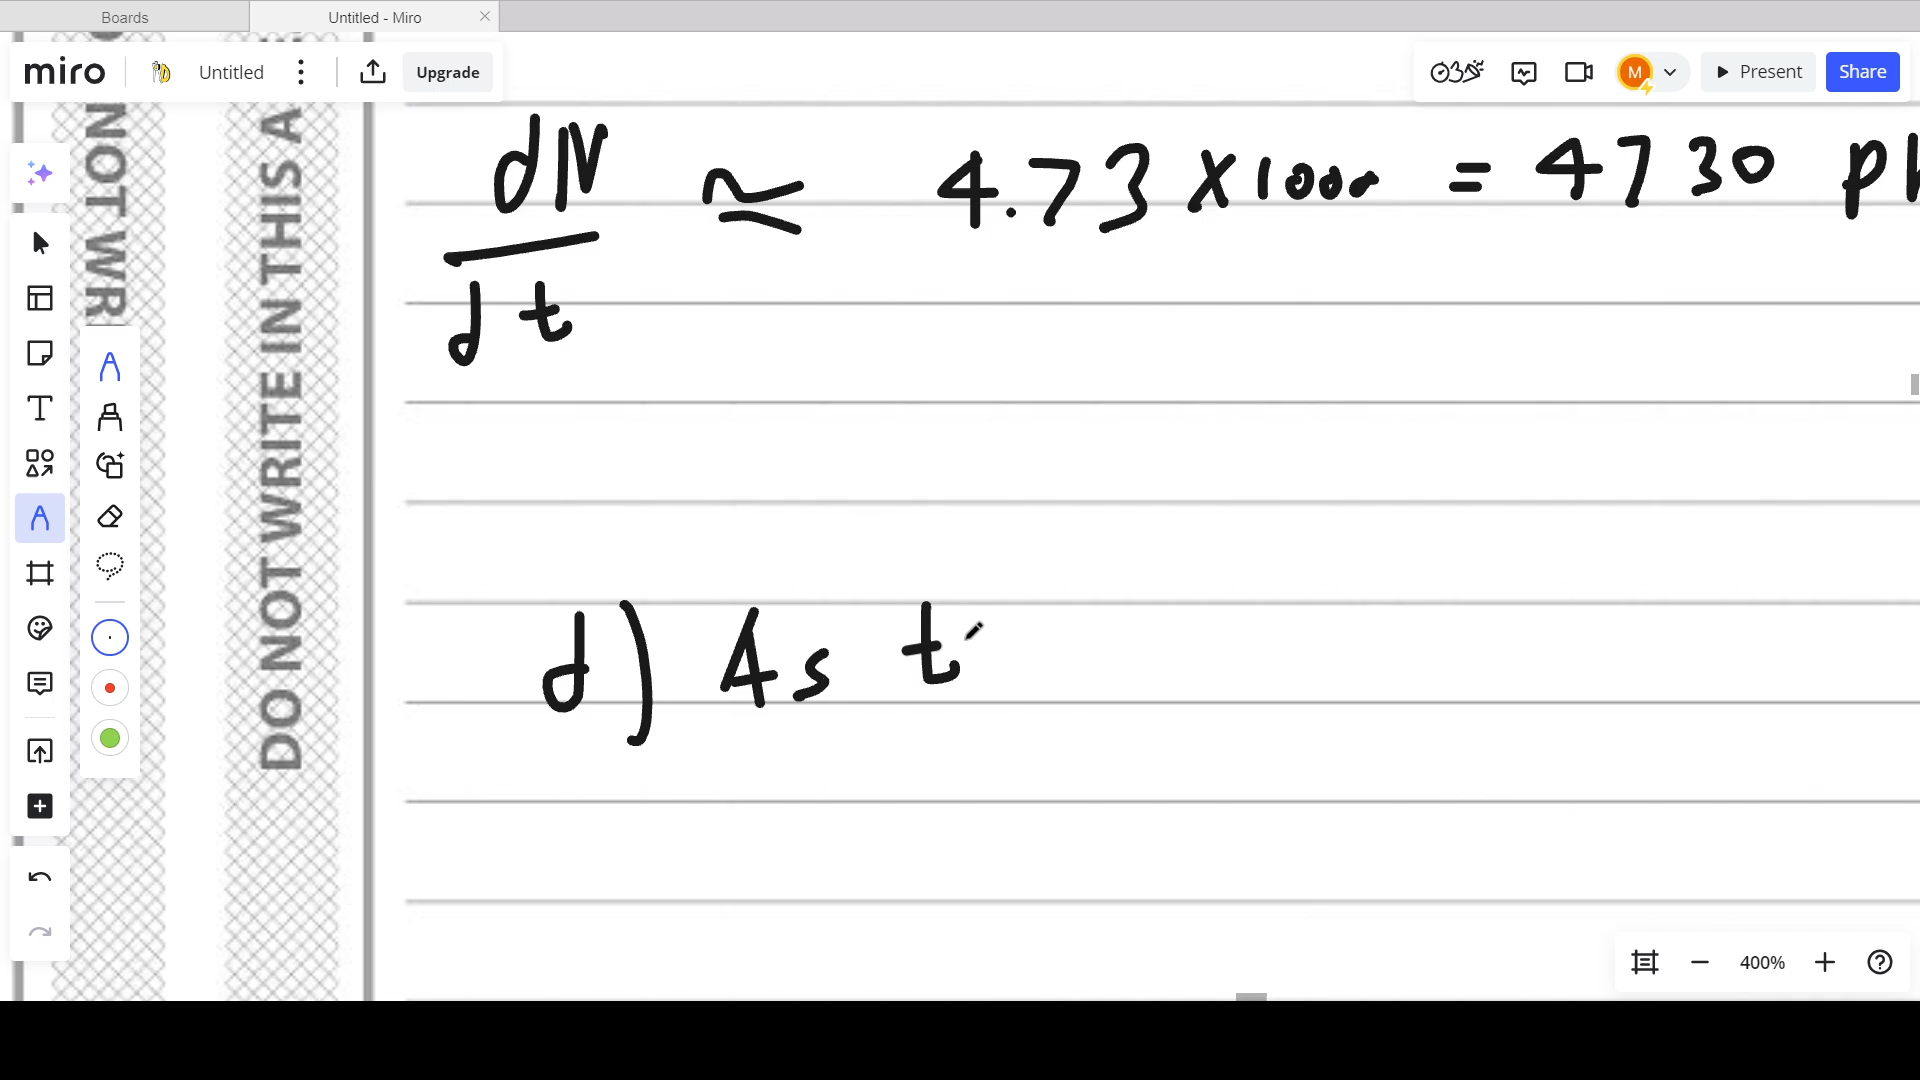 Boards
Untitled - Miro
miro
Untitled
Upgrade
Present
Share
M
NOT WR
DO NOT WRITE IN THIS A
dN
≃ 4.73 x 1000 = 4730 ph
dt
d) As t
400%